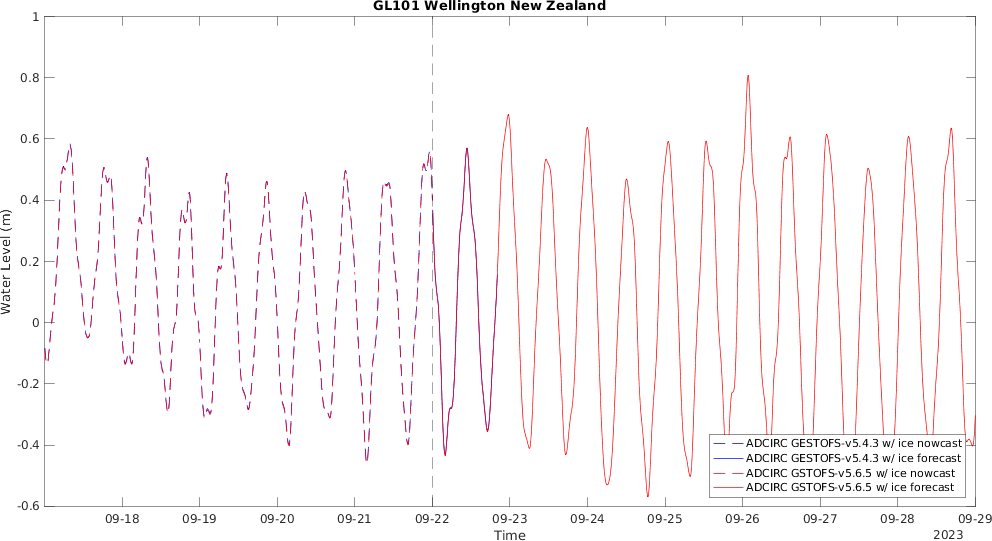 GL101 Wellington New Zealand
1
0.8
0.6
0.4
0.2
0
-0.2
-0.4
-0.6
Water Level (m)
ADCIRC GESTOFS-v5.4.3 w/ ice nowcast
ADCIRC GESTOFS-v5.4.3 w/ ice forecast
ADCIRC GSTOFS-v5.6.5 w/ ice nowcast
ADCIRC GSTOFS-v5.6.5 w/ ice forecast
09-18 09-19 09-20 09-21 09-22 09-23 09-24 09-25 09-26 09-27 09-28 09-29
Time
2023